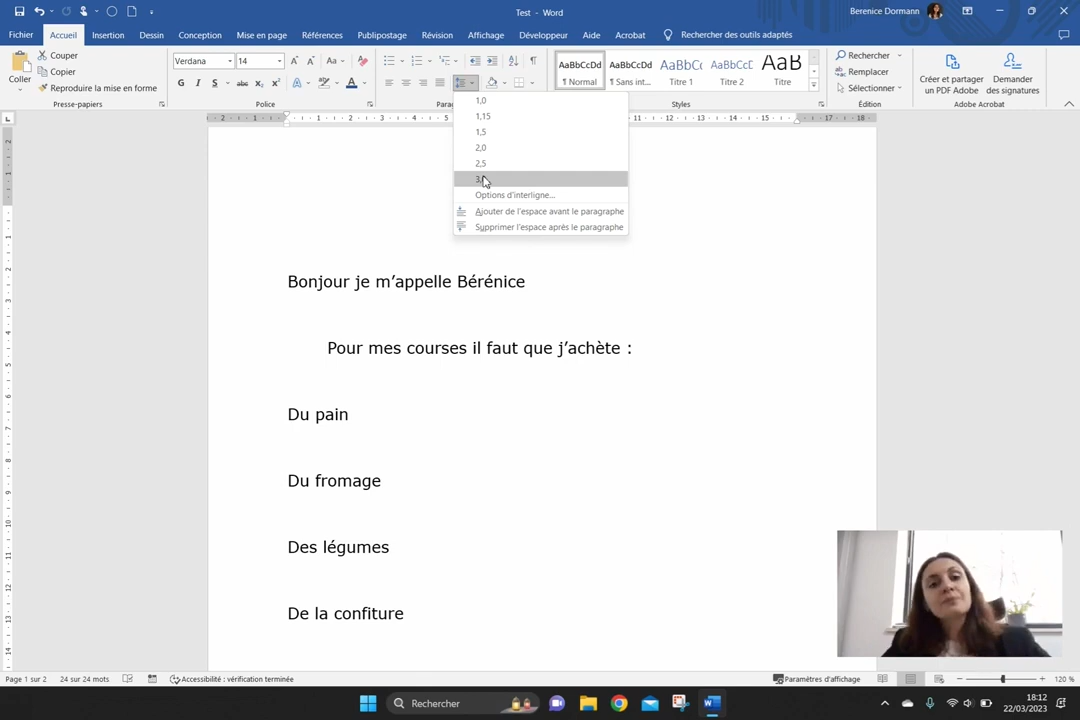 Test - Word
Berenice Dormann
Fichier Accueil Insertion Dessin Conception Mise en page Références Publipostage Révision Affichage Développeur Aide Acrobat Rechercher des outils adaptés
Coller
Couper
Copier
Reproduire la mise en forme
Presse-papiers
Verdana 14
Aa
G I S abc
Police
AaBbCcDd AaBbCcDd AaBbCc AaBbCcD AaB
¶ Normal ¶ Sans int... Titre 1 Titre 2 Titre
Styles
Rechercher
Remplacer
Sélectionner
Édition
Créer et partager un PDF Adobe
Demander des signatures
Adobe Acrobat
1,0
1,15
1,5
2,0
2,5
Options d'interligne...
Ajouter de l'espace avant le paragraphe
Supprimer l'espace après le paragraphe
Bonjour je m’appelle Bérénice
Pour mes courses il faut que j’achète :
Du pain
Du fromage
Des légumes
De la confiture
Page 1 sur 2 24 sur 24 mots Accessibilité : vérification terminée Paramètres d'affichage 120 %
Rechercher
18:12
22/03/2023